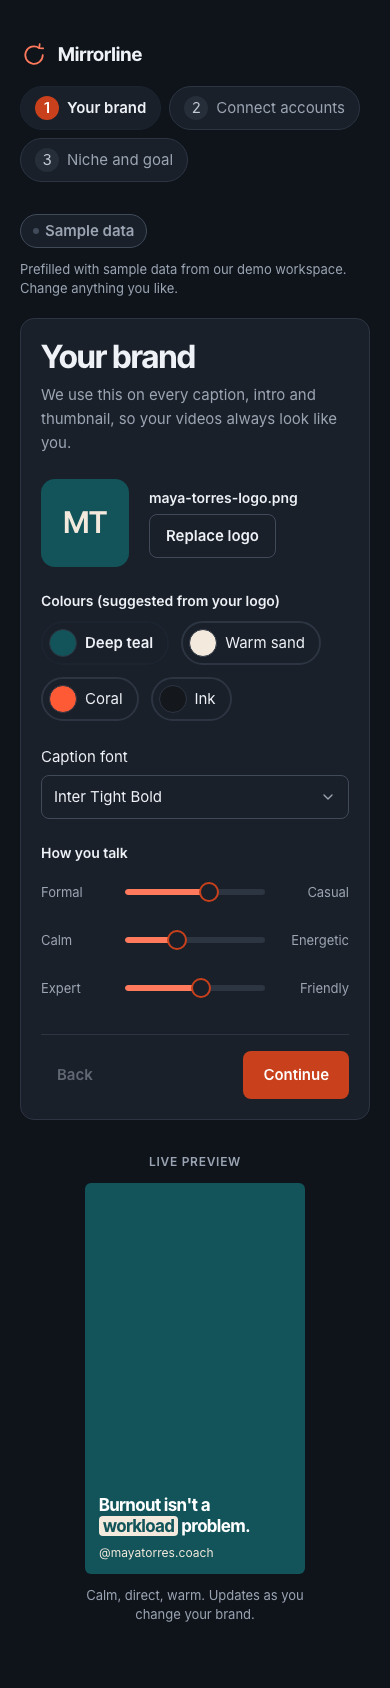 Mirrorline
1 Your brand
2 Connect accounts
3 Niche and goal
Sample data
Prefilled with sample data from our demo workspace.
Change anything you like.
Your brand
We use this on every caption, intro and
thumbnail, so your videos always look like
you.
MT
maya-torres-logo.png
Replace logo
Colours (suggested from your logo)
Deep teal
Warm sand
Coral
Ink
Caption font
Inter Tight Bold
How you talk
Formal
Casual
Calm
Energetic
Expert
Friendly
Back
Continue
LIVE PREVIEW
Burnout isn't a
workload problem.
@mayatorres.coach
Calm, direct, warm. Updates as you
change your brand.